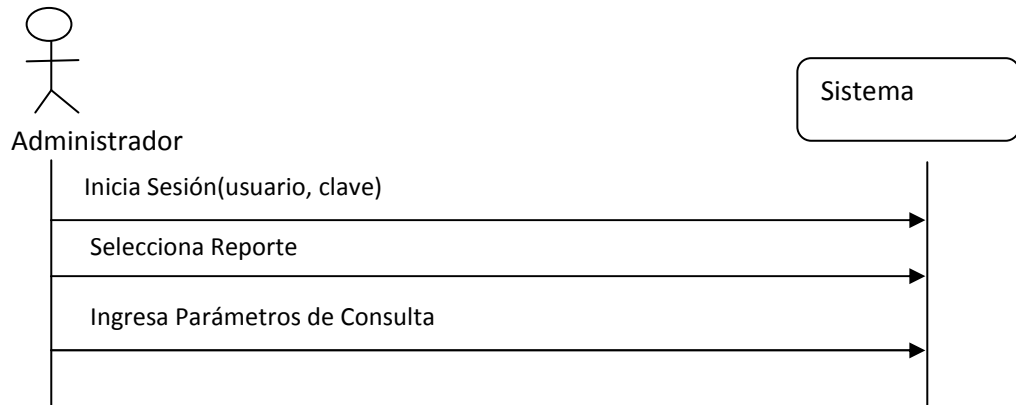 Sistema
Administrador
Inicia Sesión(usuario, clave)
Selecciona Reporte
Ingresa Parámetros de Consulta